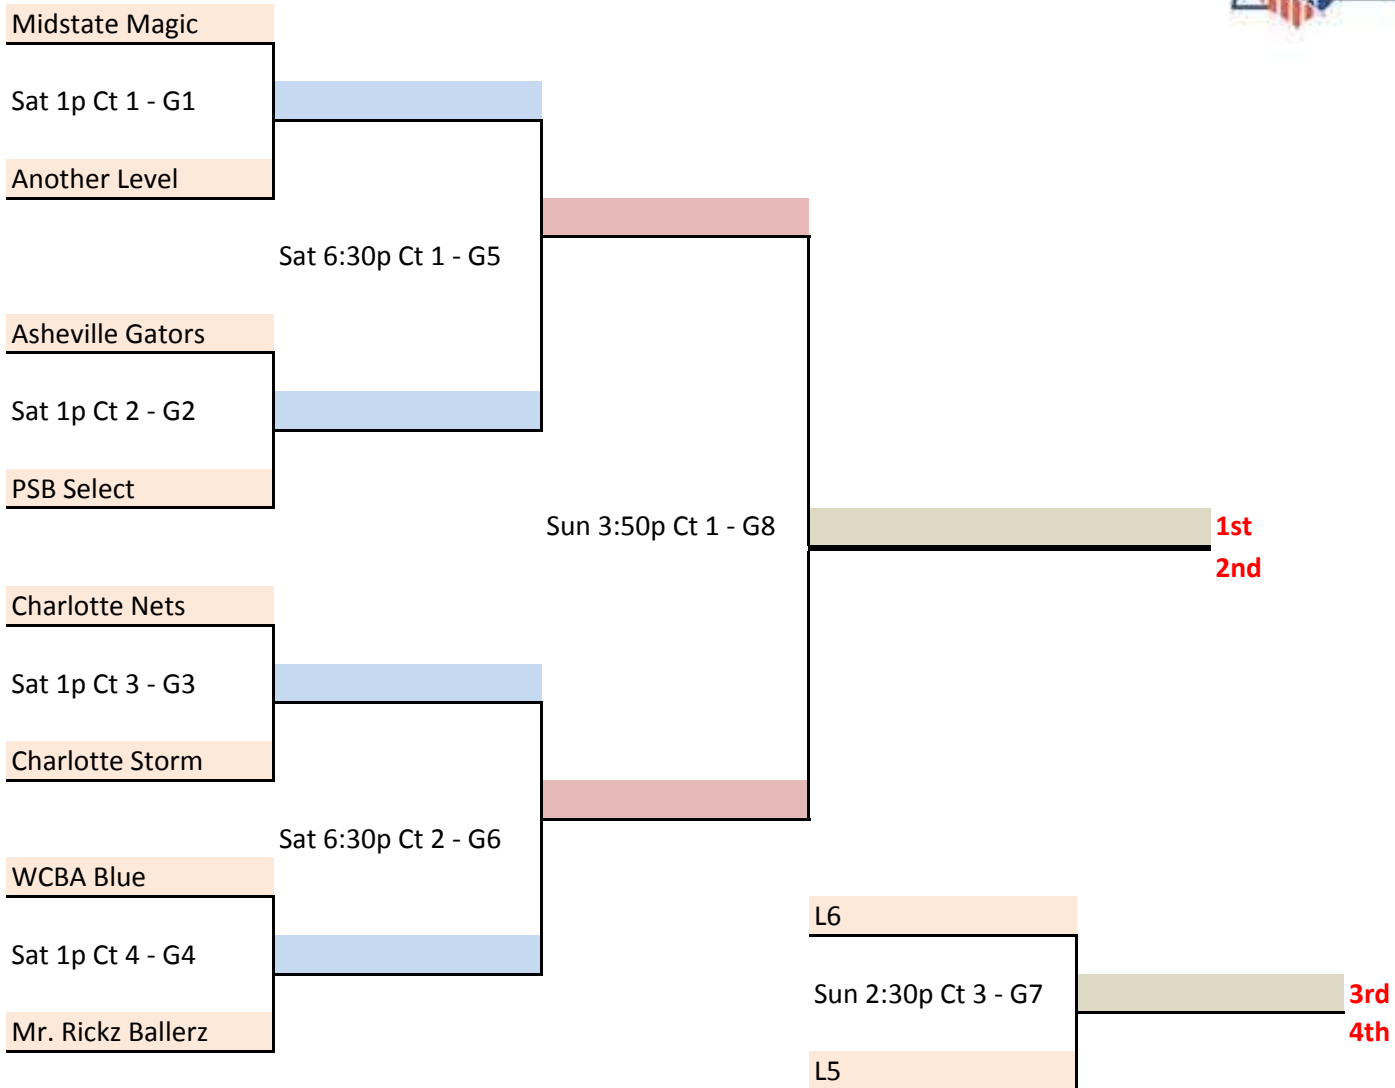 Midstate Magic
Sat 1p Ct 1 - G1
Another Level
Sat 6:30p Ct 1 - G5
Asheville Gators
Sat 1p Ct 2 - G2
PSB Select
Sun 3:50p Ct 1 - G8
1st
2nd
Charlotte Nets
Sat 1p Ct 3 - G3
Charlotte Storm
Sat 6:30p Ct 2 - G6
WCBA Blue
Sat 1p Ct 4 - G4
Mr. Rickz Ballerz
L6
Sun 2:30p Ct 3 - G7
3rd
4th
L5